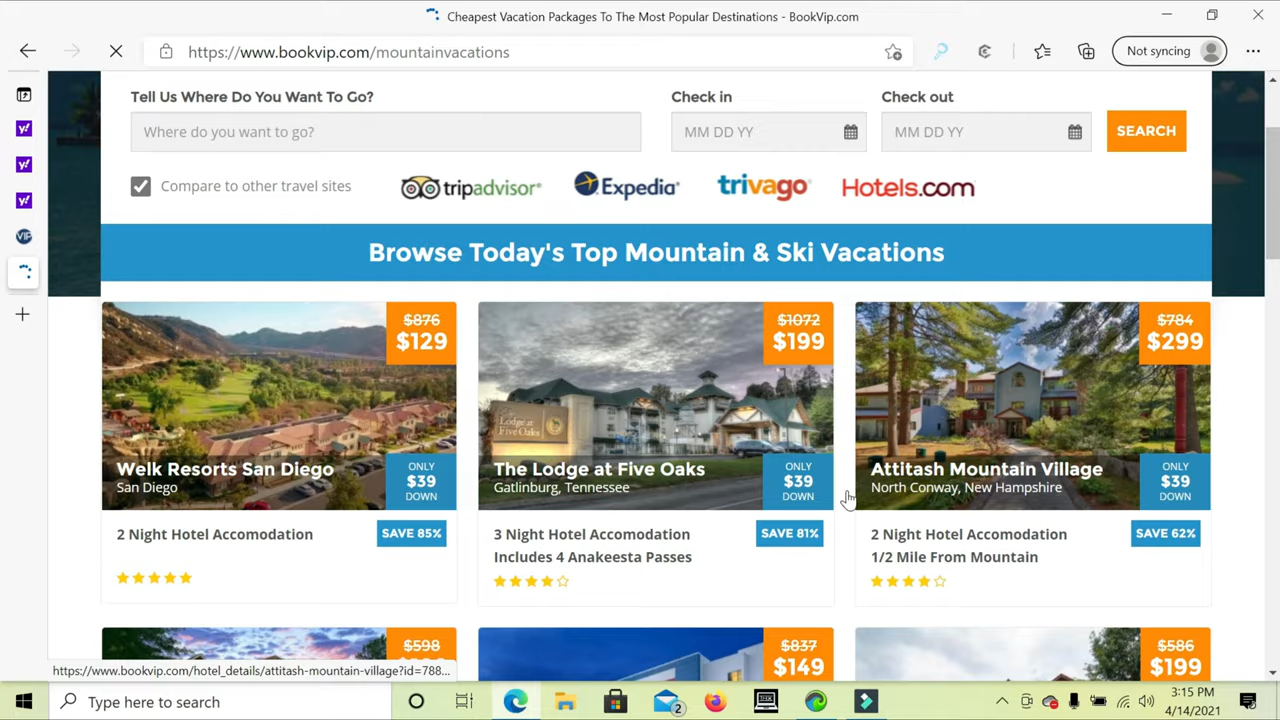 Cheapest Vacation Packages To The Most Popular Destinations - BookVip.com
https://www.bookvip.com/mountainvacations
Not syncing
Tell Us Where Do You Want To Go?
Check in
Check out
Where do you want to go?
MM DD YY
MM DD YY
SEARCH
Compare to other travel sites
tripadvisor
Expedia
trivago
Hotels.com
VIP
Browse Today's Top Mountain & Ski Vacations
$876
$129
Welk Resorts San Diego
San Diego
ONLY
$39
DOWN
2 Night Hotel Accomodation
SAVE 85%
$1072
$199
Lodge at
Five Oaks
The Lodge at Five Oaks
Gatlinburg, Tennessee
ONLY
$39
DOWN
3 Night Hotel Accomodation
Includes 4 Anakeesta Passes
SAVE 81%
$784
$299
Attitash Mountain Village
North Conway, New Hampshire
ONLY
$39
DOWN
2 Night Hotel Accomodation
1/2 Mile From Mountain
SAVE 62%
$598
$837
$149
$586
$199
https://www.bookvip.com/hotel_details/attitash-mountain-village?id=788...
Type here to search
2
3:15 PM
4/14/2021